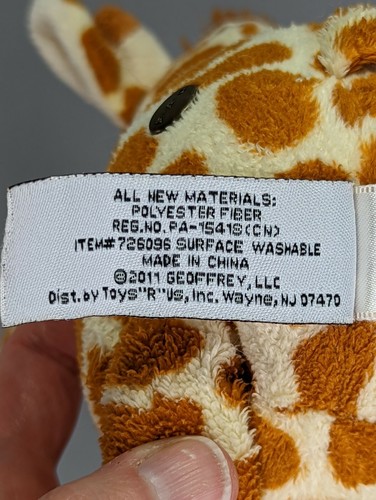 ALL NEW MATERIALS:
POLYESTER FIBER
REG.NO.PA-15418(CN)
ITEM#726096 SURFACE WASHABLE
MADE IN CHINA
©2011 GEOFFREY,LLC
Dist.by Toys"R"Us,Inc.Wayne,NJ 07470